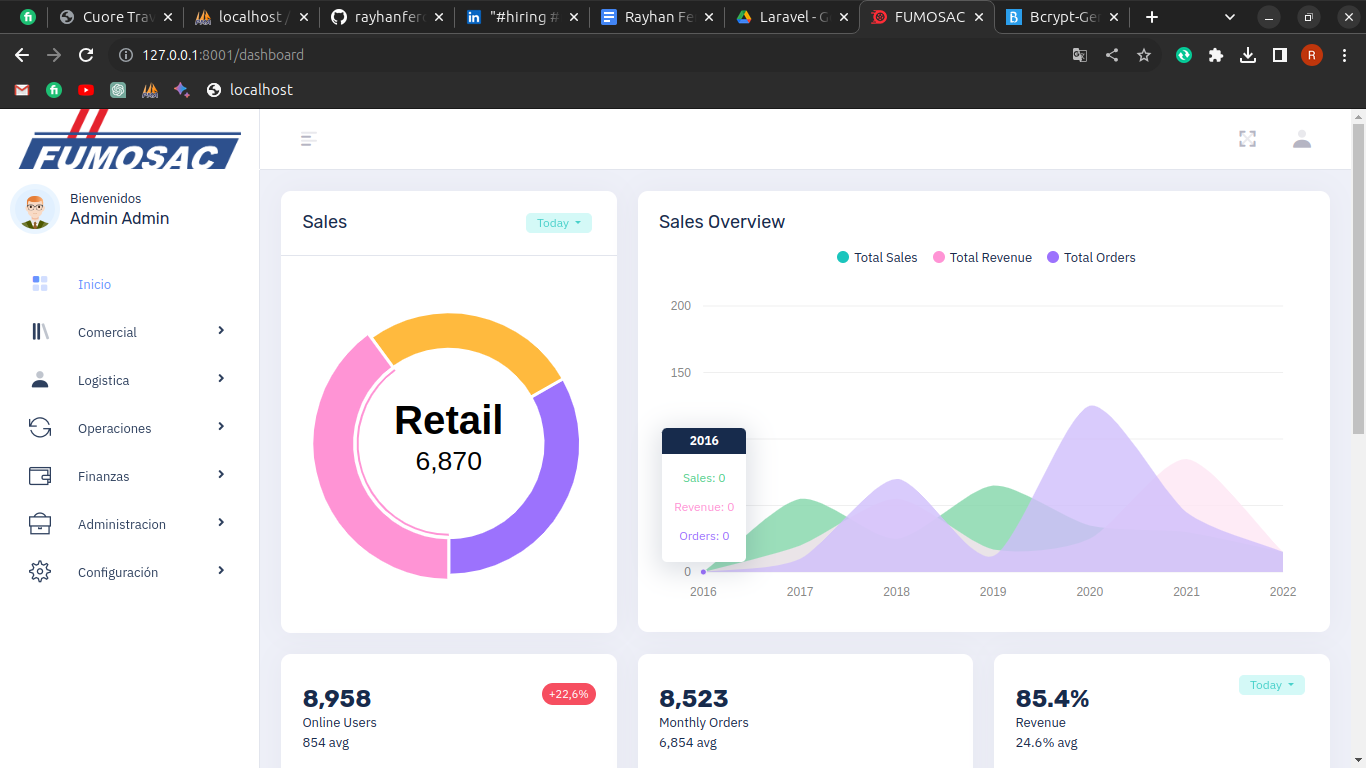 Cuore Trav
localhost /
rayhanferd
"#hiring #
Rayhan Fe
Laravel - G
FUMOSAC
Bcrypt-Ge
127.0.0.1:8001/dashboard
R
localhost
FUMOSAC
Bienvenidos
Admin Admin
Inicio
Comercial
Logistica
Operaciones
Finanzas
Administracion
Configuración
Sales
Today
Retail
6,870
Sales Overview
Total Sales
Total Revenue
Total Orders
200
150
0
2016
Sales: 0
Revenue: 0
Orders: 0
2016 2017 2018 2019 2020 2021 2022
8,958
+22,6%
Online Users
854 avg
8,523
Monthly Orders
6,854 avg
85.4%
Today
Revenue
24.6% avg